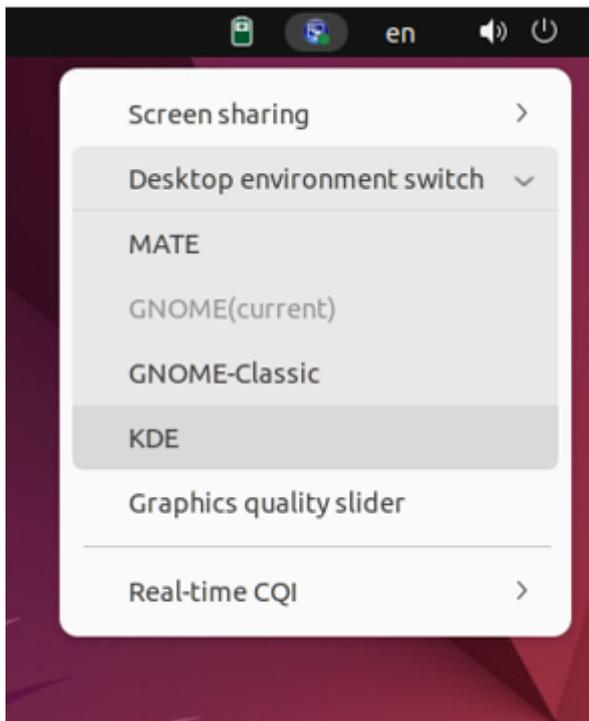 en
Screen sharing
Desktop environment switch
MATE
GNOME(current)
GNOME-Classic
KDE
Graphics quality slider
Real-time CQI